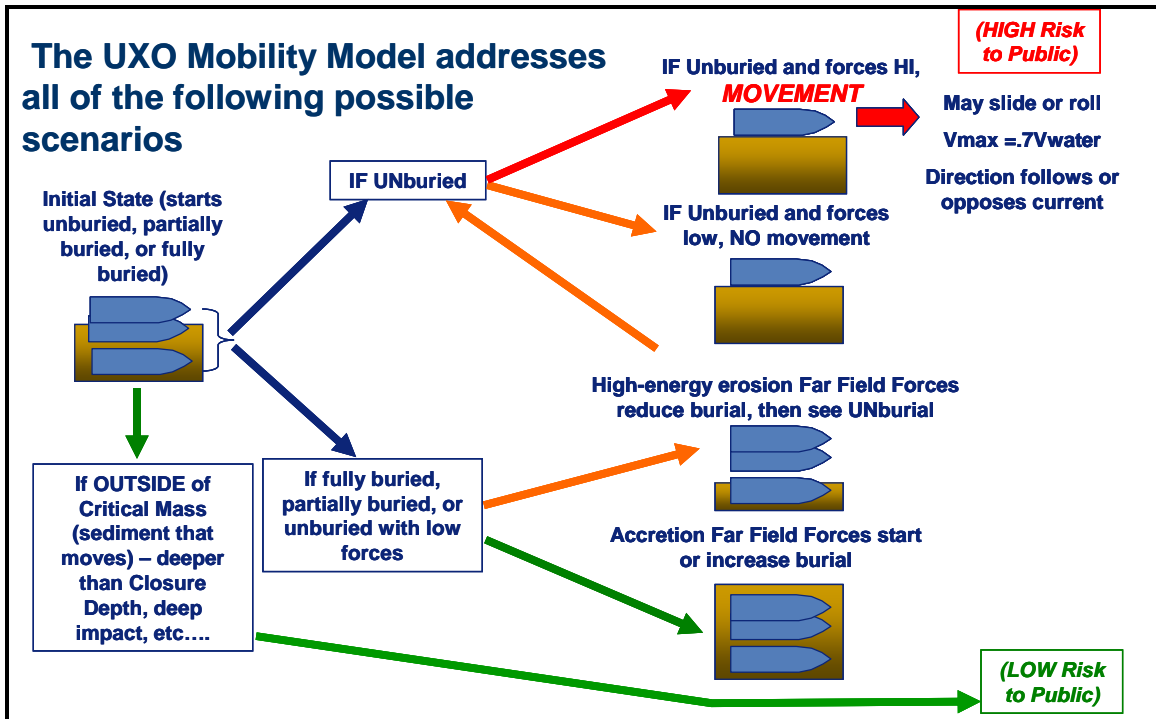 The UXO Mobility Model addresses
all of the following possible
scenarios
(HIGH Risk
to Public)
IF Unburied and forces HI,
MOVEMENT
May slide or roll
Vmax =.7Vwater
Direction follows or
opposes current
IF UNburied
Initial State (starts
unburied, partially
buried, or fully
buried)
IF Unburied and forces
low, NO movement
High-energy erosion Far Field Forces
reduce burial, then see UNburial
If OUTSIDE of
Critical Mass
(sediment that
moves) – deeper
than Closure
Depth, deep
impact, etc….
If fully buried,
partially buried, or
unburied with low
forces
Accretion Far Field Forces start
or increase burial
(LOW Risk
to Public)